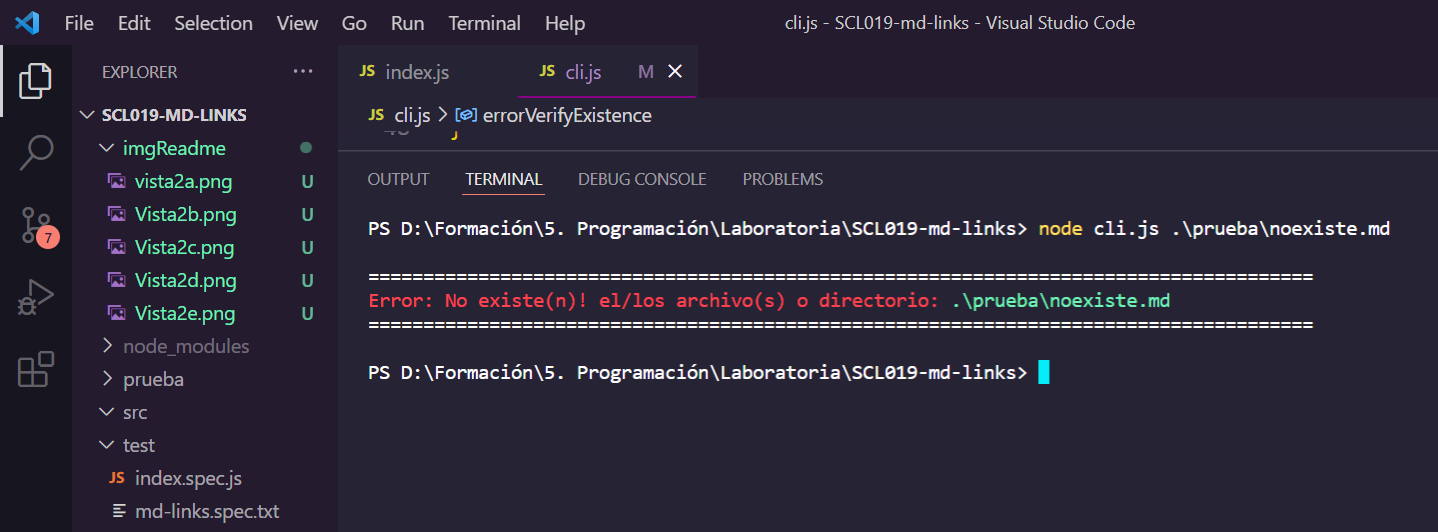 File Edit Selection View Go Run Terminal Help cli.js - SCL019-md-links - Visual Studio Code
EXPLORER ···
SCL019-MD-LINKS
imgReadme
vista2a.png U
Vista2b.png U
Vista2c.png U
Vista2d.png U
Vista2e.png U
node_modules
prueba
src
test
JS index.spec.js
md-links.spec.txt
7
JS index.js JS cli.js M
JS cli.js > errorVerifyExistence
}
OUTPUT TERMINAL DEBUG CONSOLE PROBLEMS
PS D:\Formación\5. Programación\Laboratoria\SCL019-md-links> node cli.js .\prueba\noexiste.md
======================================================================================
Error: No existe(n)! el/los archivo(s) o directorio: .\prueba\noexiste.md
======================================================================================
PS D:\Formación\5. Programación\Laboratoria\SCL019-md-links>